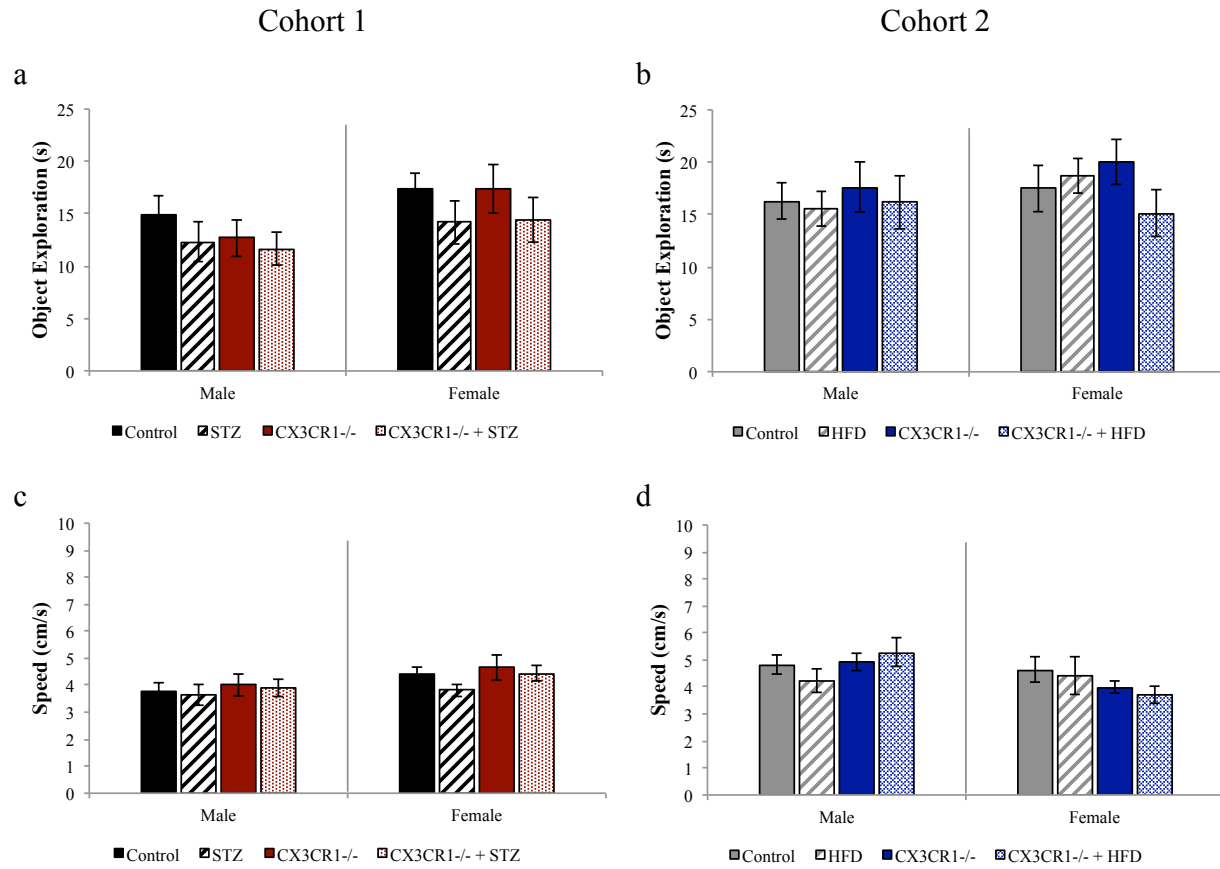 Cohort 1
Cohort 2
a
Object Exploration (s)
25
20
15
10
5
0
Male
Female
Control STZ CX3CR1-/- CX3CR1-/- + STZ
b
Object Exploration (s)
25
20
15
10
5
0
Male
Female
Control HFD CX3CR1-/- CX3CR1-/- + HFD
c
Speed (cm/s)
10
9
8
7
6
5
4
3
2
1
0
Male
Female
Control STZ CX3CR1-/- CX3CR1-/- + STZ
d
Speed (cm/s)
10
9
8
7
6
5
4
3
2
1
0
Male
Female
Control HFD CX3CR1-/- CX3CR1-/- + HFD